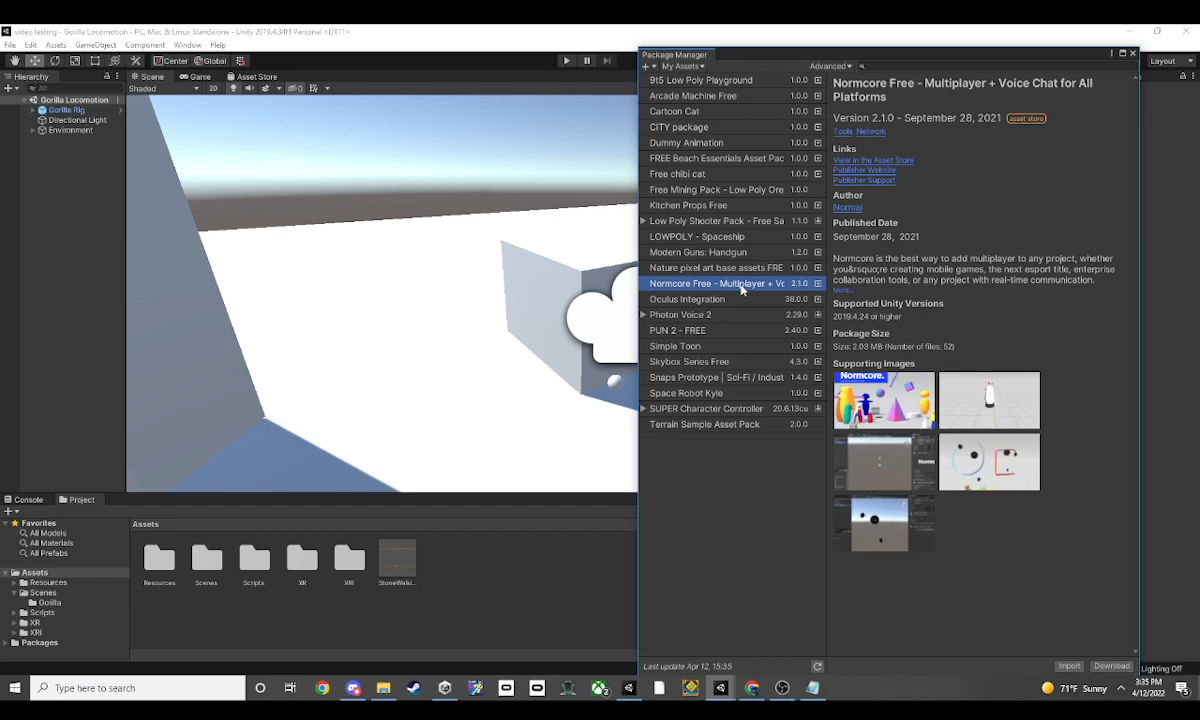 video testing - Gorilla Locomotion - PC, Mac & Linux Standalone - Unity 2019.4.34f1 Personal <DX11>
File Edit Assets GameObject Component Window Help
Center Global
Layout
Hierarchy
All
Gorilla Locomotion
Gorilla Rig
Directional Light
Environment
Scene Game Asset Store
Shaded 2D 0
Package Manager
My Assets Advanced
9t5 Low Poly Playground 1.0.0
Arcade Machine Free 1.0.0
Cartoon Cat 1.0.0
CITY package 1.0.0
Dummy Animation 1.0.0
FREE Beach Essentials Asset Pac 1.0.0
Free chibi cat 1.0.0
Free Mining Pack - Low Poly Ore 1.0.0
Kitchen Props Free 1.0.0
Low Poly Shooter Pack - Free Sa 1.1.0
LOWPOLY - Spaceship 1.0.0
Modern Guns: Handgun 1.2.0
Nature pixel art base assets FRE 1.0.0
Normcore Free - Multiplayer + Vc 2.1.0
Oculus Integration 38.0.0
Photon Voice 2 2.29.0
PUN 2 - FREE 2.40.0
Simple Toon 1.0.0
Skybox Series Free 4.3.0
Snaps Prototype | Sci-Fi / Indust 1.4.0
Space Robot Kyle 1.0.0
SUPER Character Controller 20.6.13cu
Terrain Sample Asset Pack 2.0.0
Last update Apr 12, 15:35
Normcore Free - Multiplayer + Voice Chat for All
Platforms
Version 2.1.0 - September 28, 2021 asset store
Tools Network
Links
View in the Asset Store
Publisher Website
Publisher Support
Author
Normal
Published Date
September 28, 2021
Normcore is the best way to add multiplayer to any project, whether
you&rsquo;re creating mobile games, the next esport title, enterprise
collaboration tools, or any project with real-time communication.
More...
Supported Unity Versions
2019.4.24 or higher
Package Size
Size: 2.03 MB (Number of files: 52)
Supporting Images
Normcore.
Import Download
Console Project
Favorites
All Models
All Materials
All Prefabs
Assets
Resources
Scenes
Gorilla
Scripts
XR
XRI
Packages
Assets
Resources Scenes Scripts XR XRI StoneWalki...
Lighting Off
Type here to search
71°F Sunny
3:35 PM
4/12/2022
5